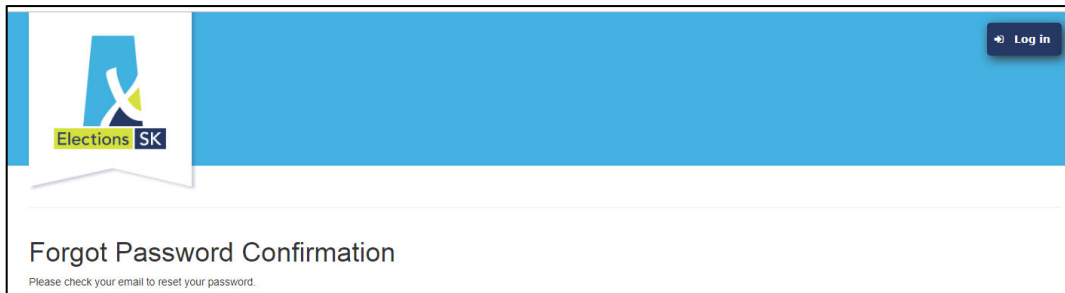 Log in
Elections SK
Forgot Password Confirmation
Please check your email to reset your password.